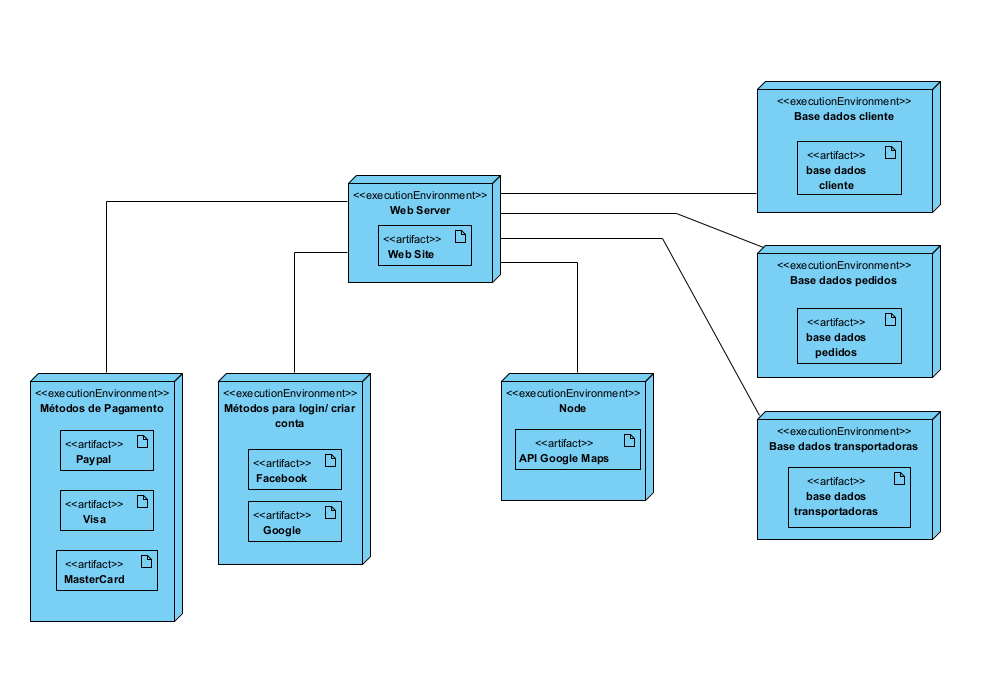 <<executionEnvironment>>
Base dados cliente
<<artifact>>
base dados
cliente
<<executionEnvironment>>
Web Server
<<artifact>>
Web Site
<<executionEnvironment>>
Base dados pedidos
<<artifact>>
base dados
pedidos
<<executionEnvironment>>
Métodos de Pagamento
<<artifact>>
Paypal
<<artifact>>
Visa
<<artifact>>
MasterCard
<<executionEnvironment>>
Métodos para login/ criar
conta
<<artifact>>
Facebook
<<artifact>>
Google
<<executionEnvironment>>
Node
<<artifact>>
API Google Maps
<<executionEnvironment>>
Base dados transportadoras
<<artifact>>
base dados
transportadoras